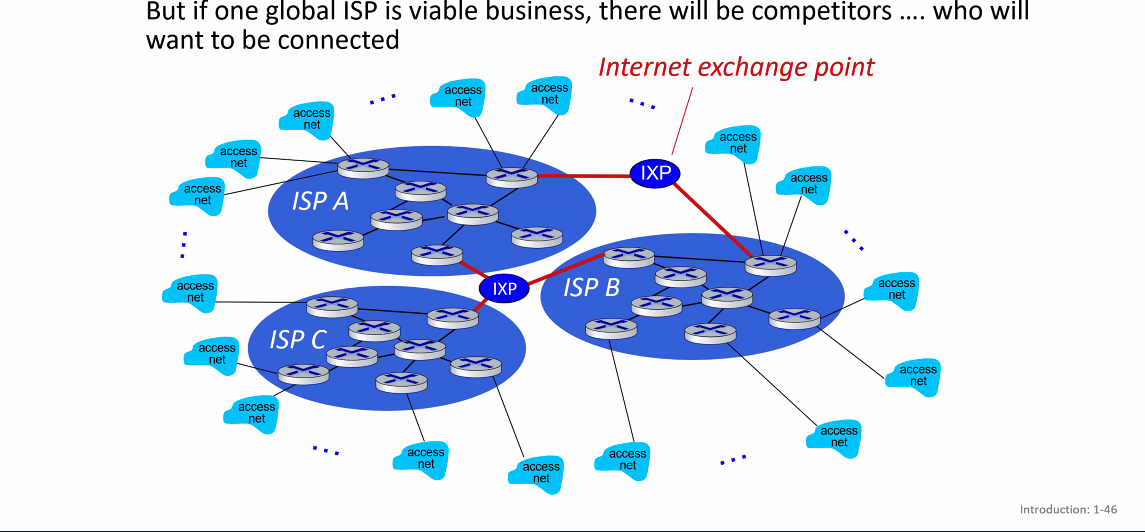 But if one global ISP is viable business, there will be competitors …. who will
want to be connected
Internet exchange point
access
net
access
net
access
net
access
net
access
net
access
net
access
net
IXP
ISP A
access
net
access
net
IXP
ISP B
ISP C
access
net
access
net
access
net
access
net
access
net
access
net
access
net
access
net
Introduction: 1-46